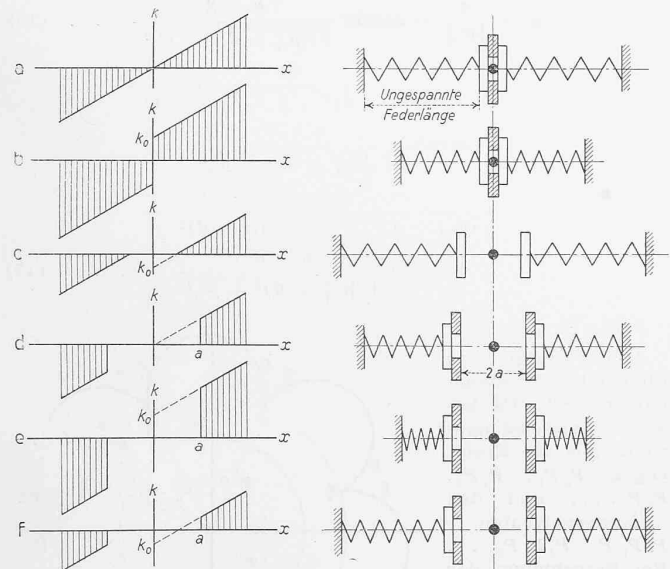 k
a
x
k
k₀
b
x
k
c
k₀
x
k
d
a
x
k
k₀
e
a
x
k
f
k₀
a
x
Ungespannte
Federlänge
2a